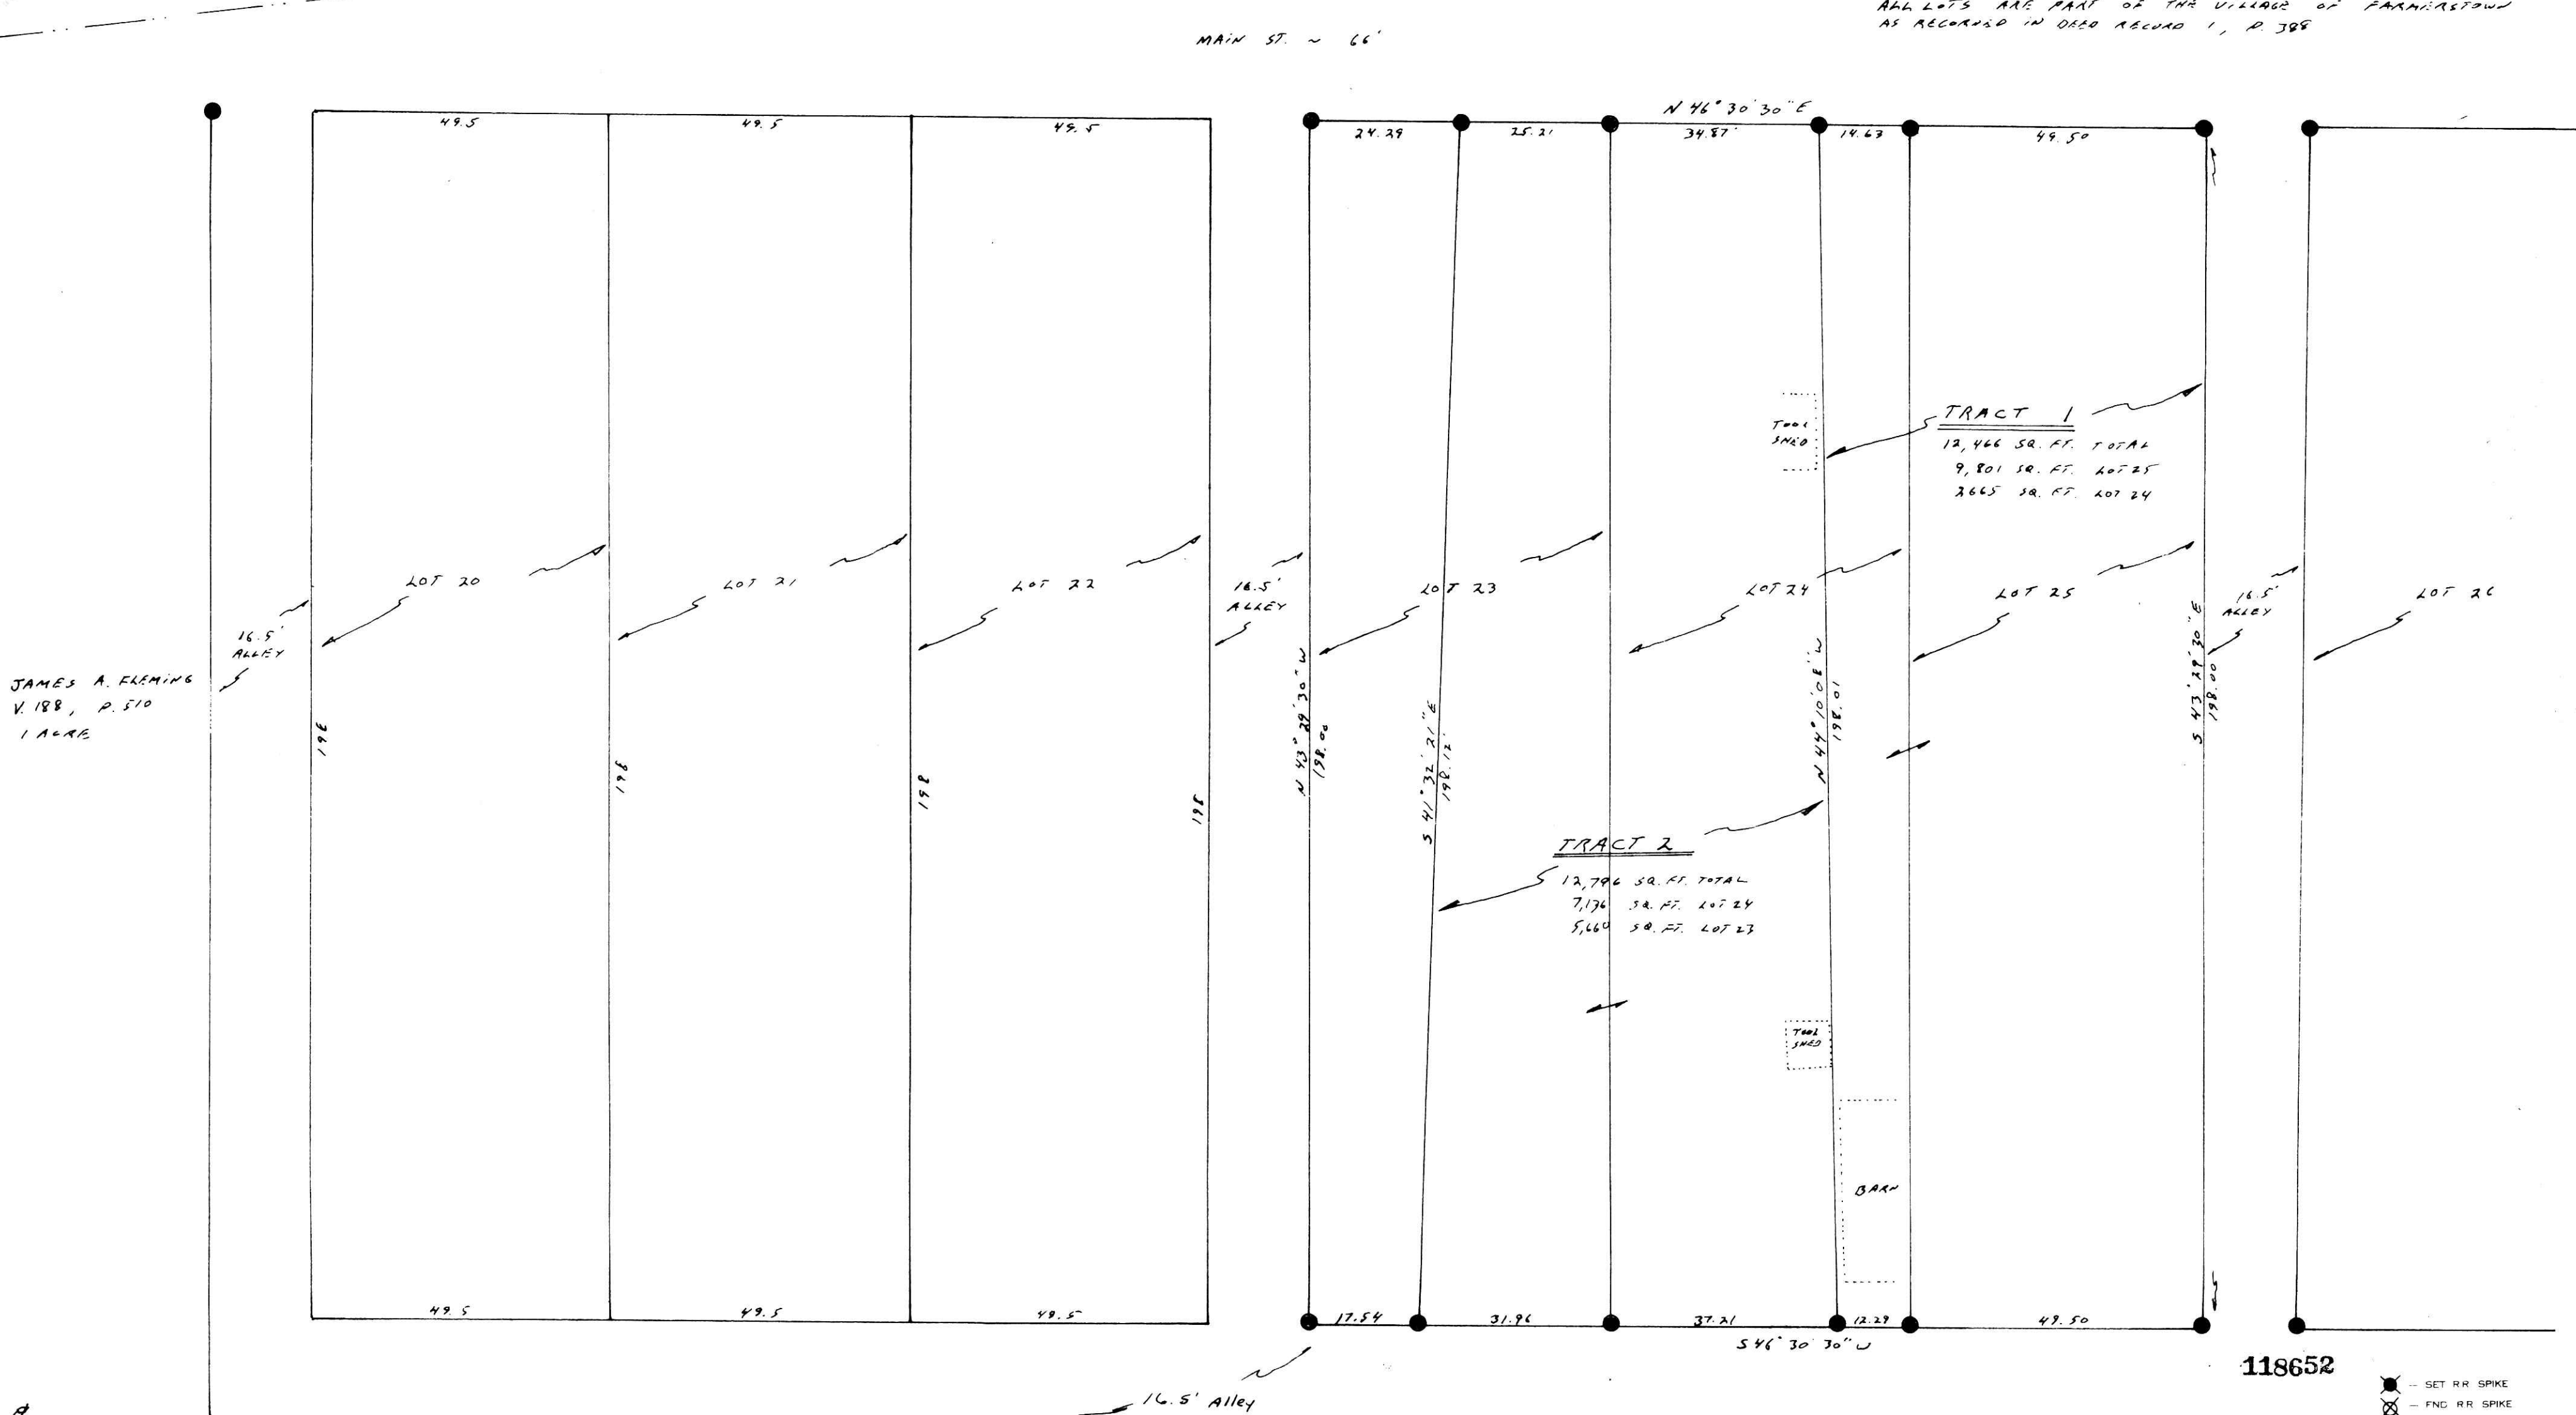 ALL LOTS ARE PART OF THE VILLAGE OF FARMERSTOWN
AS RECORDED IN DEED RECORD 1, P. 388
MAIN ST. ~ 66'
N 46° 30' 30" E
49.5
49.5
49.5
24.29
25.21
34.87'
14.63
49.50
TOOL
SHED
TRACT 1
12,466 SQ. FT. TOTAL
9,801 SQ. FT. LOT 25
2665 SQ. FT. LOT 24
LOT 20
LOT 21
LOT 22
16.5'
ALLEY
LOT 23
LOT 24
LOT 25
16.5'
ALLEY
LOT 26
16.5'
ALLEY
JAMES A. FLEMING
V. 188, P. 510
1 ACRE
198
198
198
198
N 43° 29' 30" W
198.00
S 41° 32' 21" E
198.12'
N 44° 10' 08" W
198.01
S 43° 29' 30" E
198.00
TRACT 2
12,796 SQ. FT. TOTAL
7,136 SQ. FT. LOT 24
5,660 SQ. FT. LOT 23
TOOL
SHED
BARN
49.5
49.5
49.5
17.54
31.96
37.21
12.29
49.50
S 46° 30' 30" W
16.5' Alley
118652
- SET RR SPIKE
- FND RR SPIKE